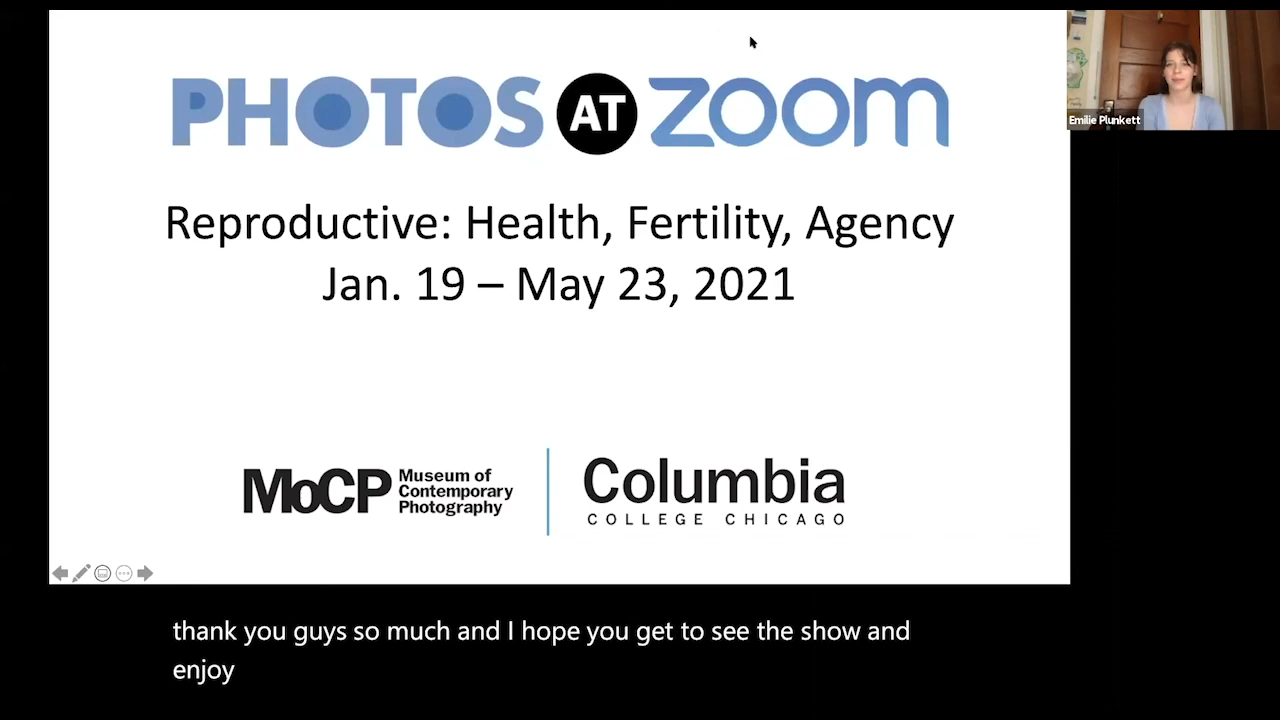 PHOTOS AT zoom
Emilie Plunkett
Reproductive: Health, Fertility, Agency
Jan. 19 – May 23, 2021
MoCP
Museum of
Contemporary
Photography
Columbia
COLLEGE CHICAGO
thank you guys so much and I hope you get to see the show and
enjoy